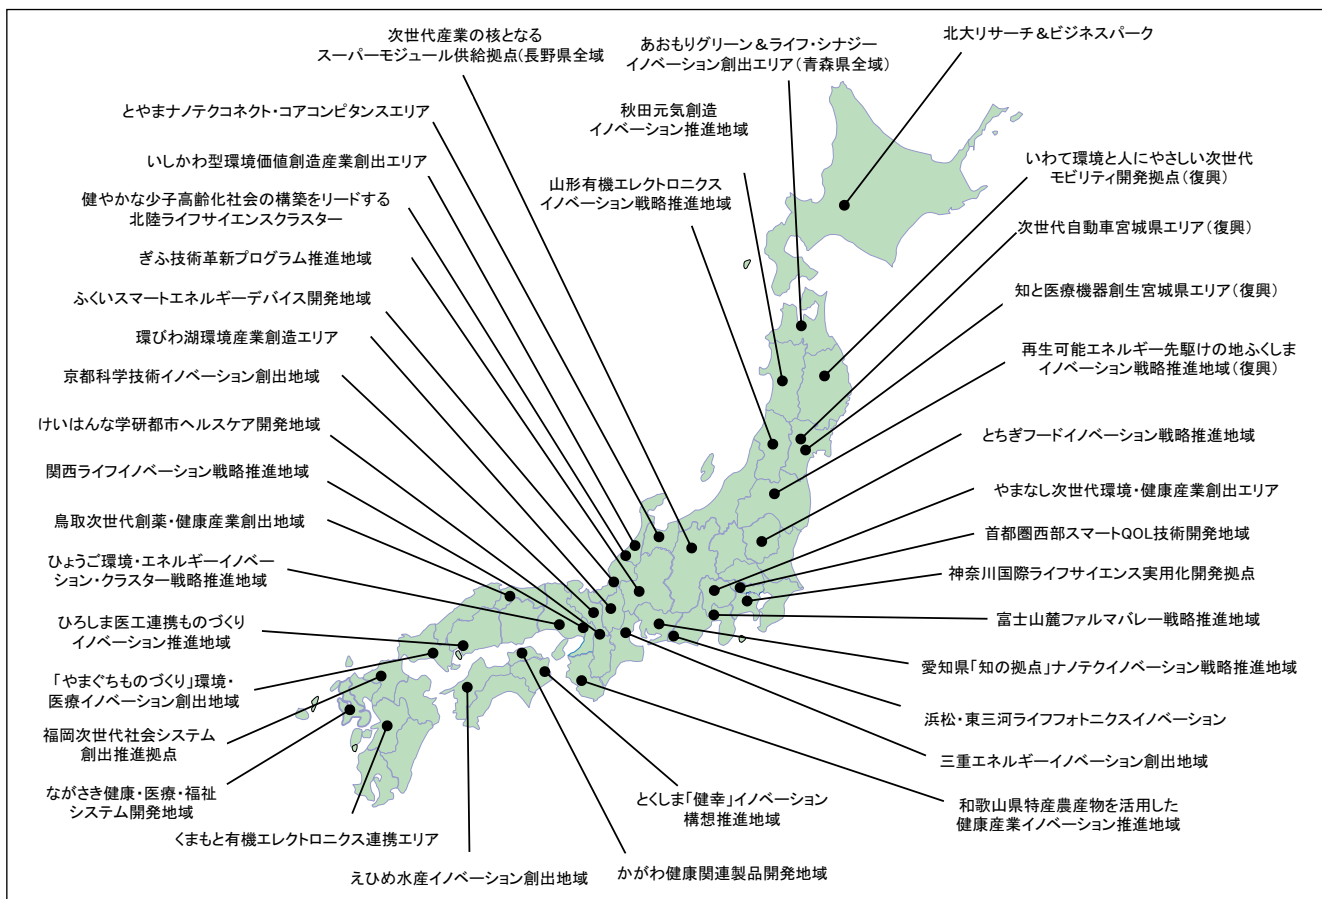 次世代産業の核となる
スーパーモジュール供給拠点(長野県全域
あおもりグリーン&ライフ・シナジー
イノベーション創出エリア(青森県全域)
北大リサーチ&ビジネスパーク
とやまナノテクコネクト・コアコンピタンスエリア
秋田元気創造
イノベーション推進地域
いしかわ型環境価値創造産業創出エリア
山形有機エレクトロニクス
イノベーション戦略推進地域
いわて環境と人にやさしい次世代
モビリティ開発拠点(復興)
健やかな少子高齢化社会の構築をリードする
北陸ライフサイエンスクラスター
次世代自動車宮城県エリア(復興)
ぎふ技術革新プログラム推進地域
知と医療機器創生宮城県エリア(復興)
ふくいスマートエネルギーデバイス開発地域
環びわ湖環境産業創造エリア
再生可能エネルギー先駆けの地ふくしま
イノベーション戦略推進地域(復興)
京都科学技術イノベーション創出地域
けいはんな学研都市ヘルスケア開発地域
とちぎフードイノベーション戦略推進地域
関西ライフイノベーション戦略推進地域
やまなし次世代環境・健康産業創出エリア
鳥取次世代創薬・健康産業創出地域
首都圏西部スマートQOL技術開発地域
ひょうご環境・エネルギーイノベー
ション・クラスター戦略推進地域
神奈川国際ライフサイエンス実用化開発拠点
ひろしま医工連携ものづくり
イノベーション推進地域
富士山麓ファルマバレー戦略推進地域
「やまぐちものづくり」環境・
医療イノベーション創出地域
愛知県「知の拠点」ナノテクイノベーション戦略推進地域
浜松・東三河ライフフォトニクスイノベーション
福岡次世代社会システム
創出推進拠点
三重エネルギーイノベーション創出地域
ながさき健康・医療・福祉
システム開発地域
とくしま「健幸」イノベーション
構想推進地域
和歌山県特産農産物を活用した
健康産業イノベーション推進地域
くまもと有機エレクトロニクス連携エリア
えひめ水産イノベーション創出地域
かがわ健康関連製品開発地域